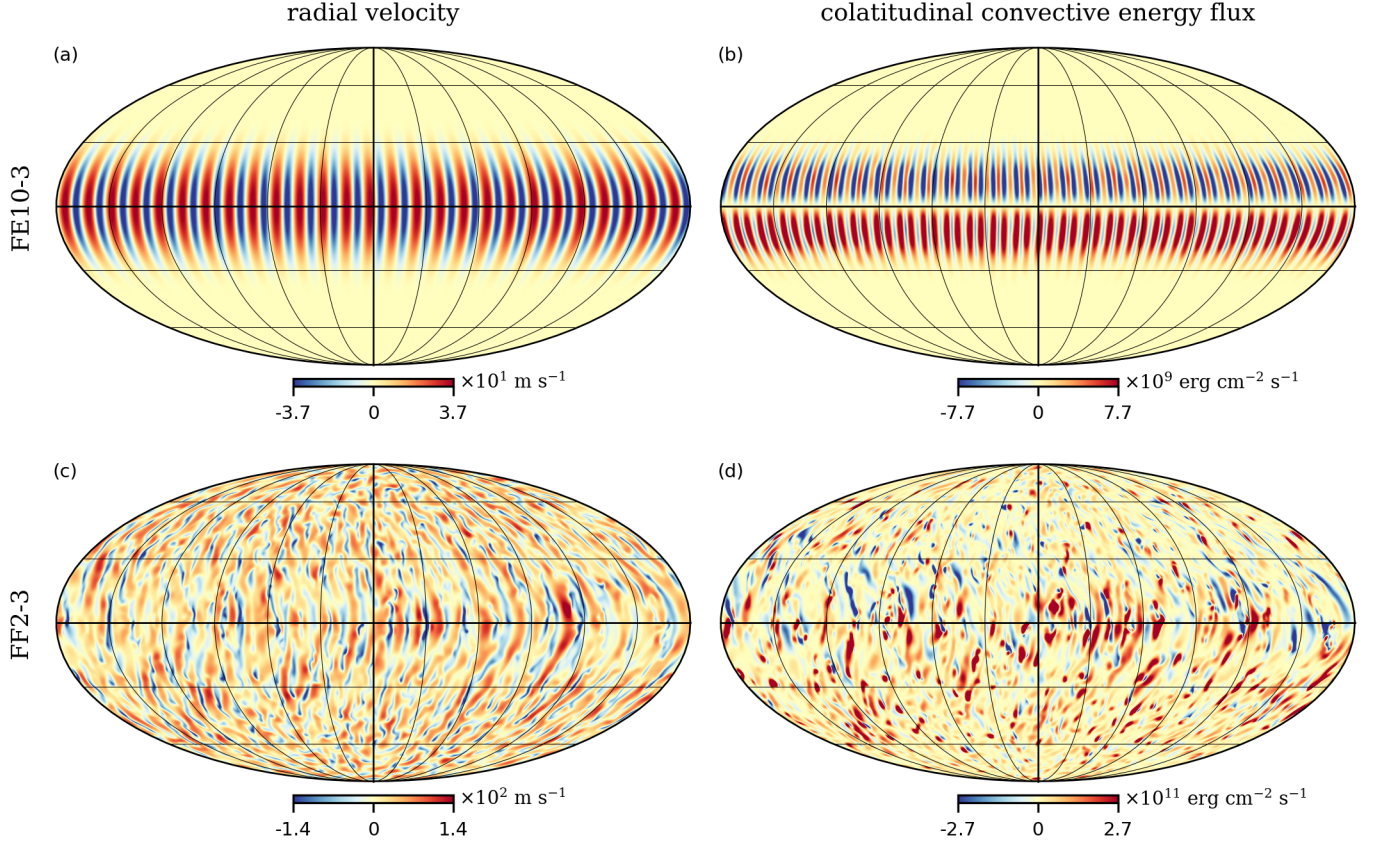 radial velocity
colatitudinal convective energy flux
(a)
(b)
FE10-3
×10¹ m s⁻¹
-3.7 0 3.7
×10⁹ erg cm⁻² s⁻¹
-7.7 0 7.7
(c)
(d)
FF2-3
×10² m s⁻¹
-1.4 0 1.4
×10¹¹ erg cm⁻² s⁻¹
-2.7 0 2.7